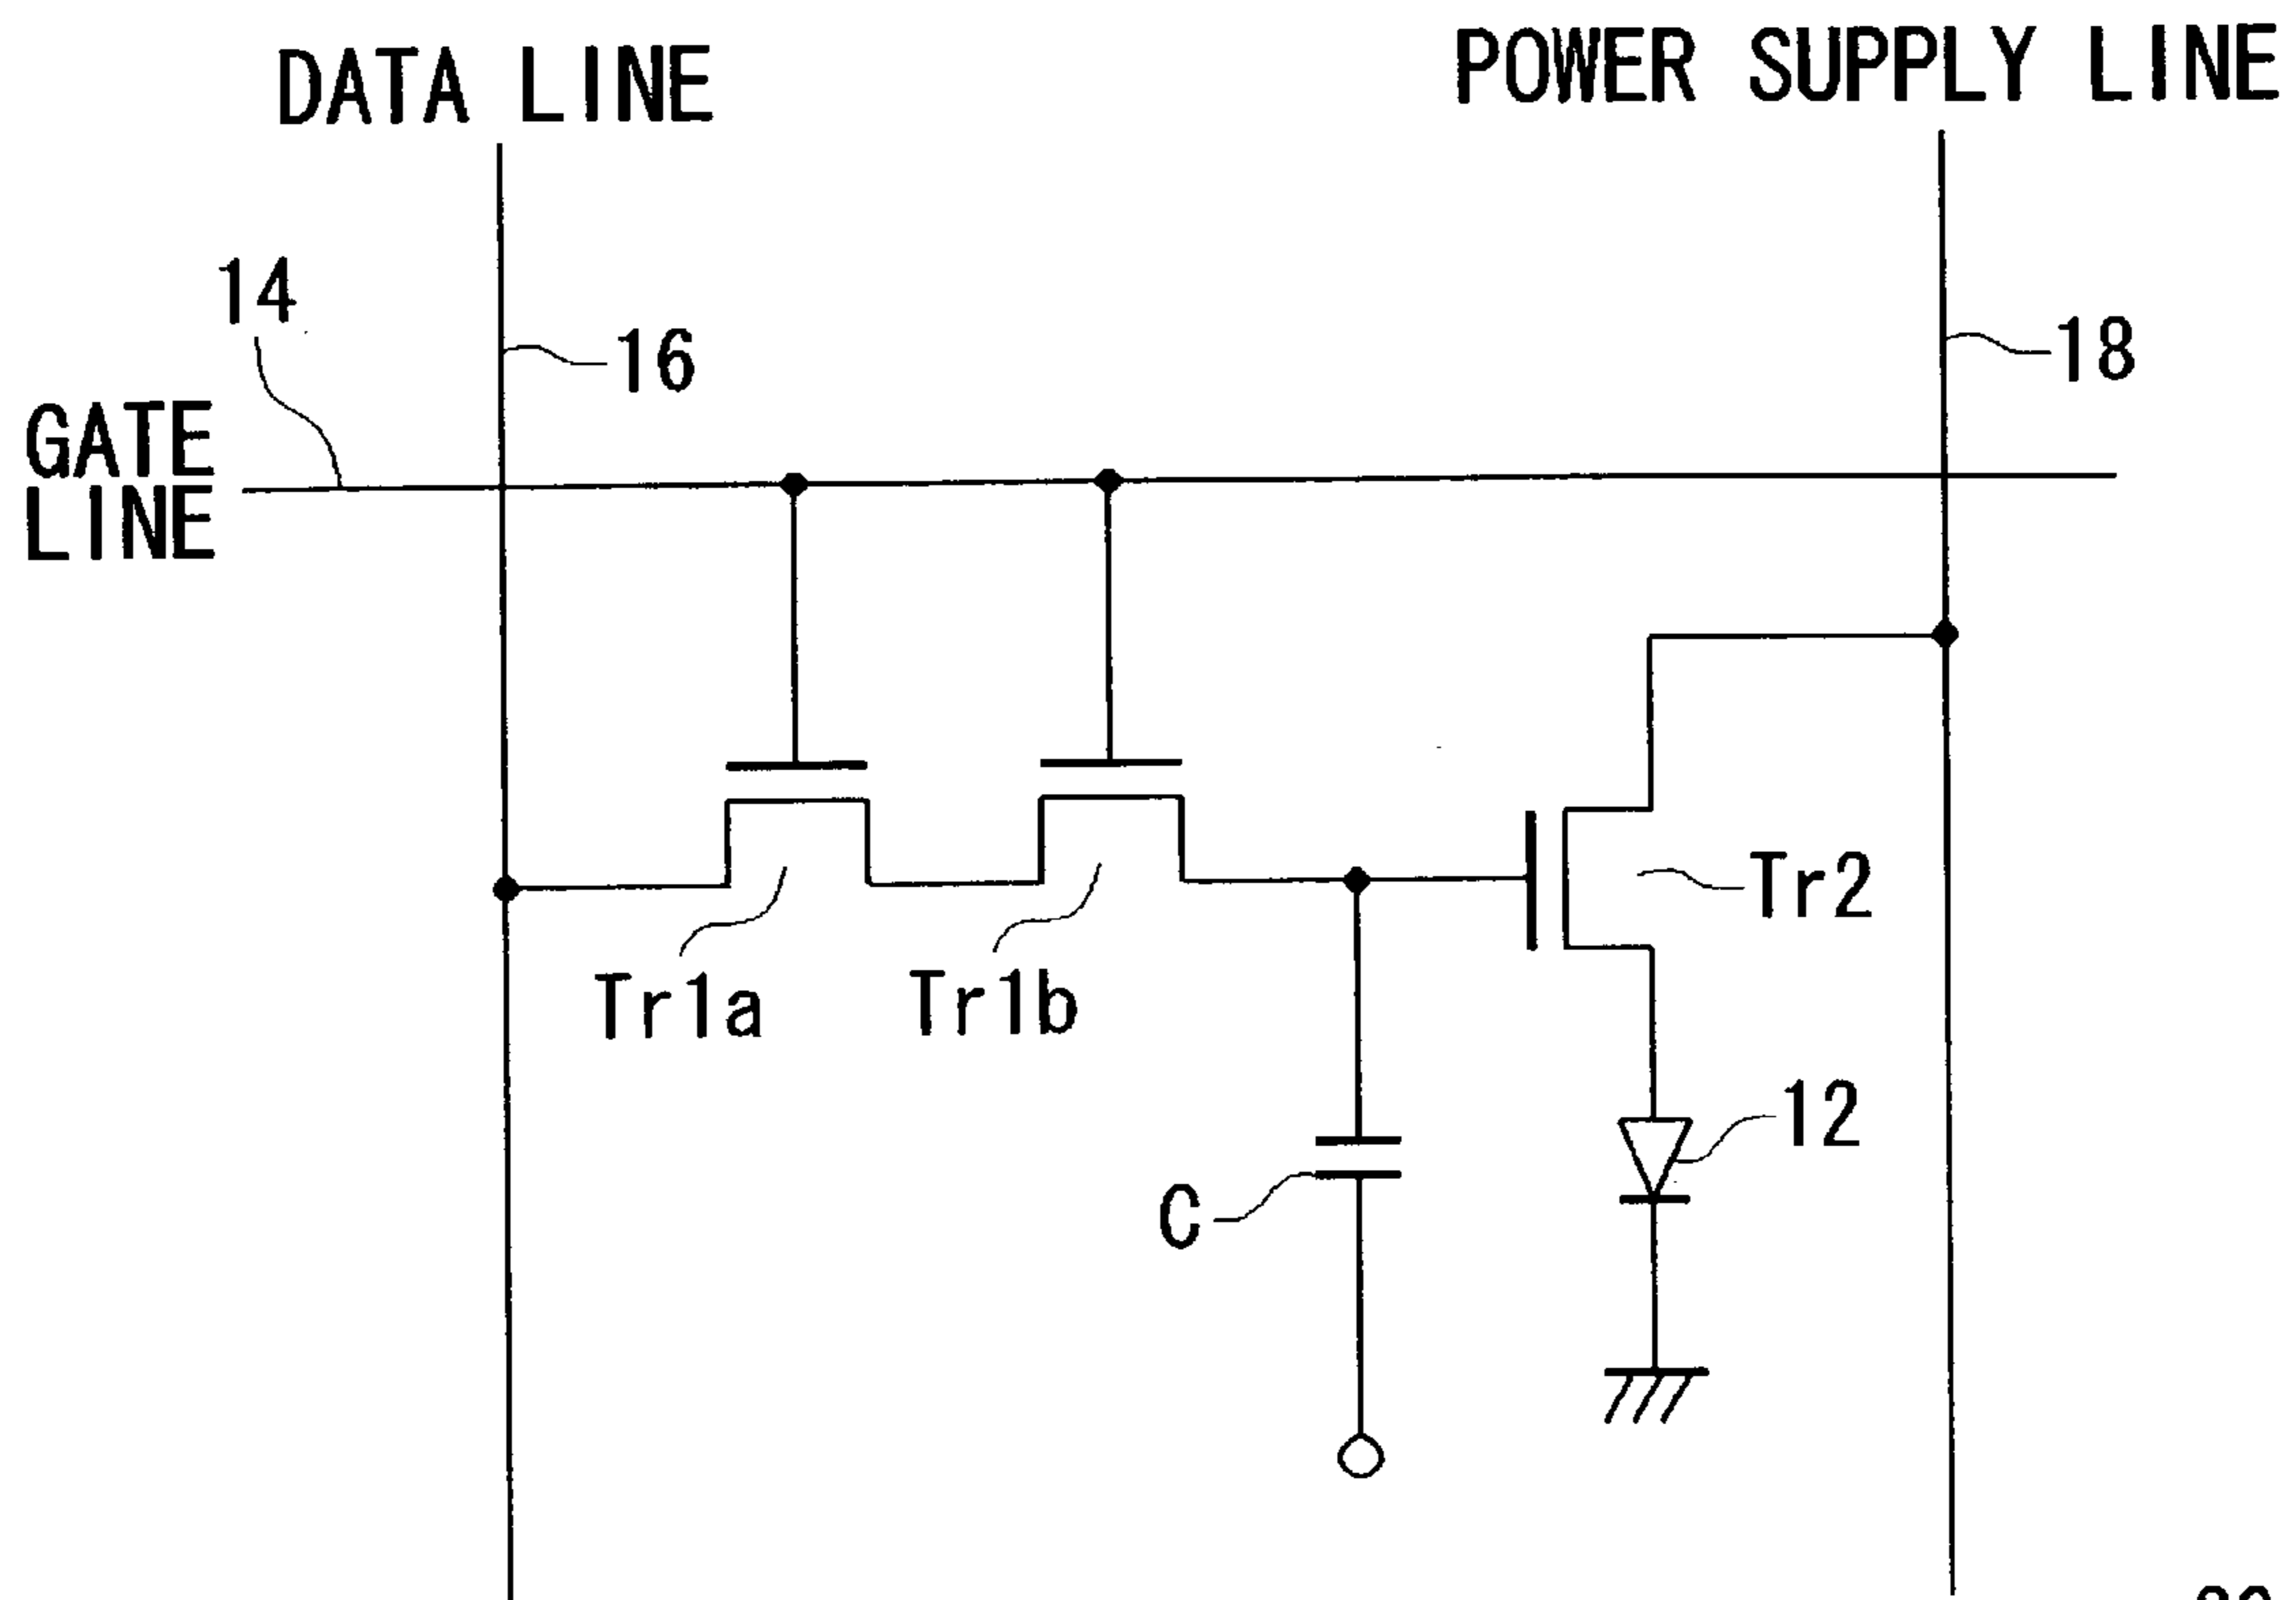 DATA LINE
POWER SUPPLY LINE
14
16
18
GATE
LINE
Tr2
Tr1a
Tr1b
12
C